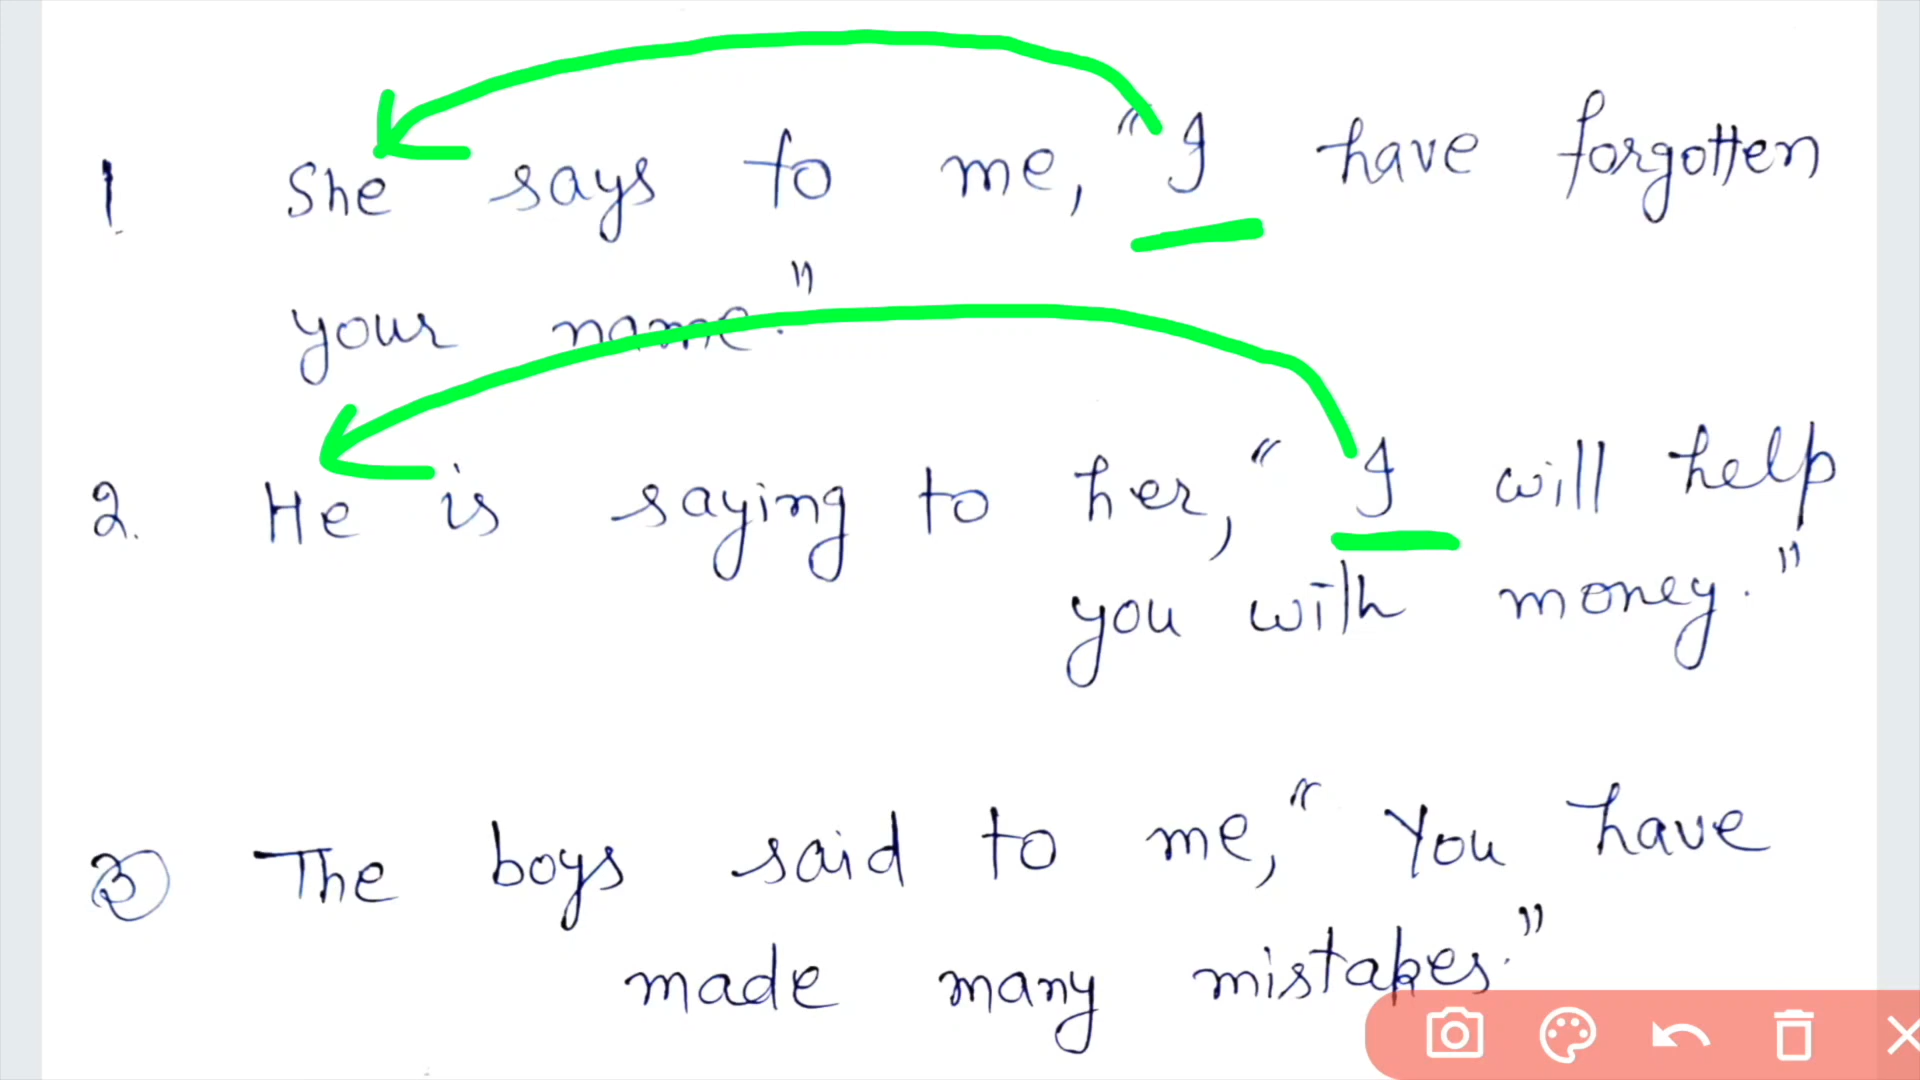 1 She says to me, "I have forgotten
your name."
2. He is saying to her, "I will help
you with money."
3 The boys said to me, "You have
made many mistakes."